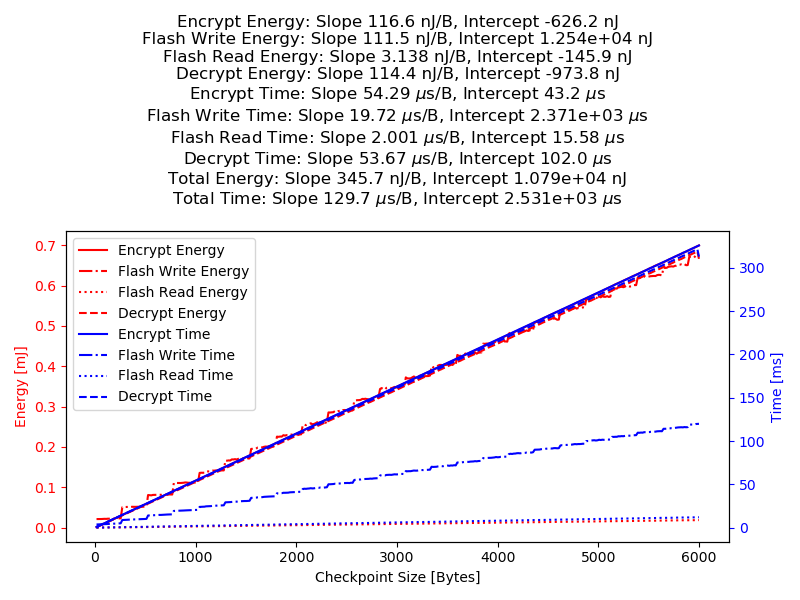 Encrypt Energy: Slope 116.6 nJ/B, Intercept -626.2 nJ
Flash Write Energy: Slope 111.5 nJ/B, Intercept 1.254e+04 nJ
Flash Read Energy: Slope 3.138 nJ/B, Intercept -145.9 nJ
Decrypt Energy: Slope 114.4 nJ/B, Intercept -973.8 nJ
Encrypt Time: Slope 54.29 μs/B, Intercept 43.2 μs
Flash Write Time: Slope 19.72 μs/B, Intercept 2.371e+03 μs
Flash Read Time: Slope 2.001 μs/B, Intercept 15.58 μs
Decrypt Time: Slope 53.67 μs/B, Intercept 102.0 μs
Total Energy: Slope 345.7 nJ/B, Intercept 1.079e+04 nJ
Total Time: Slope 129.7 μs/B, Intercept 2.531e+03 μs
Encrypt Energy
Flash Write Energy
Flash Read Energy
Decrypt Energy
Encrypt Time
Flash Write Time
Flash Read Time
Decrypt Time
0.7
0.6
0.5
0.4
0.3
0.2
0.1
0.0
Energy [mJ]
300
250
200
150
100
50
0
Time [ms]
0 1000 2000 3000 4000 5000 6000
Checkpoint Size [Bytes]